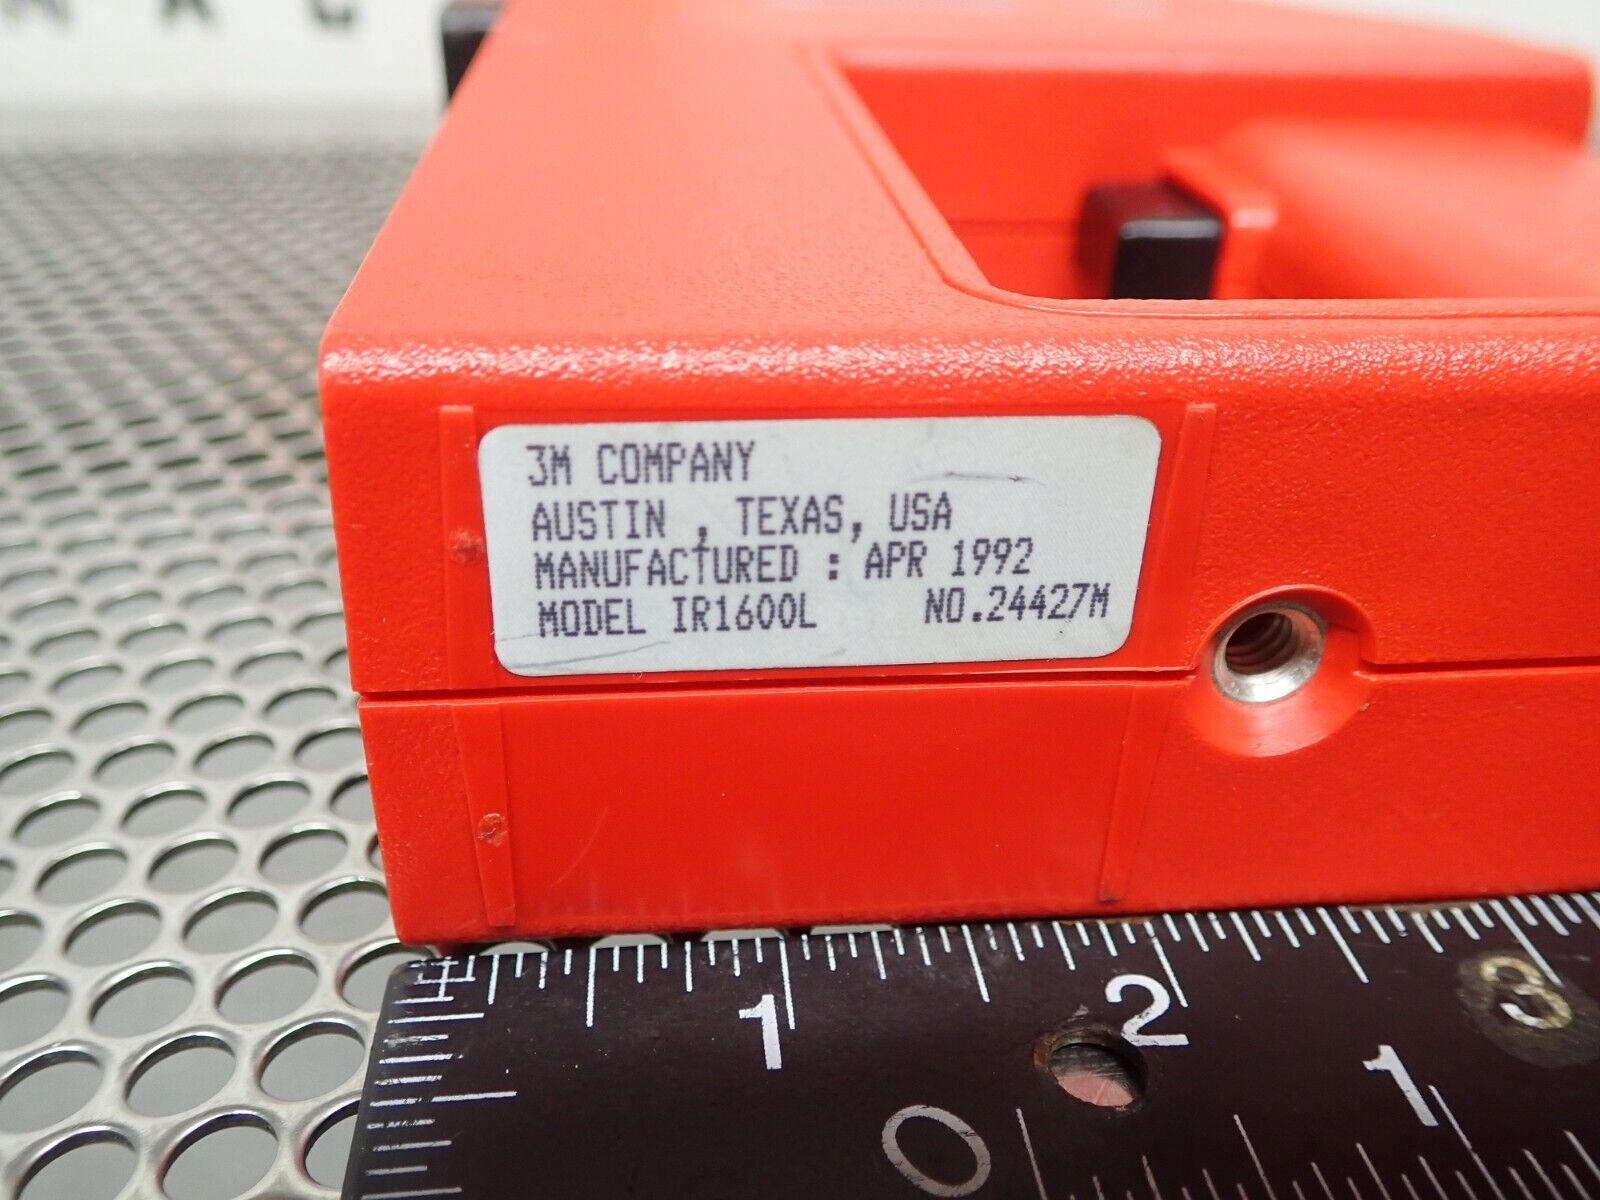 3M COMPANY
AUSTIN , TEXAS, USA
MANUFACTURED : APR 1992
MODEL IR1600L NO.24427M
1 2 3
0 1